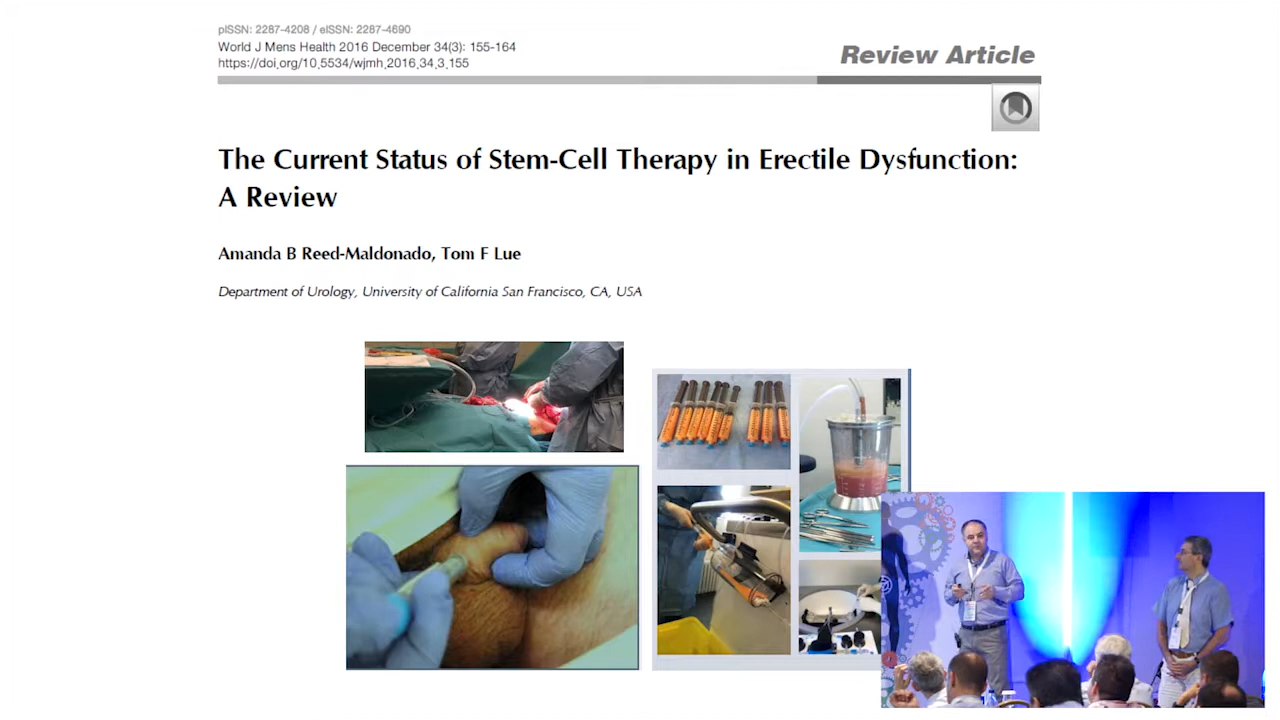 pISSN: 2287-4208 / eISSN: 2287-4690
World J Mens Health 2016 December 34(3): 155-164
https://doi.org/10.5534/wjmh.2016.34.3.155
Review Article
The Current Status of Stem-Cell Therapy in Erectile Dysfunction:
A Review
Amanda B Reed-Maldonado, Tom F Lue
Department of Urology, University of California San Francisco, CA, USA